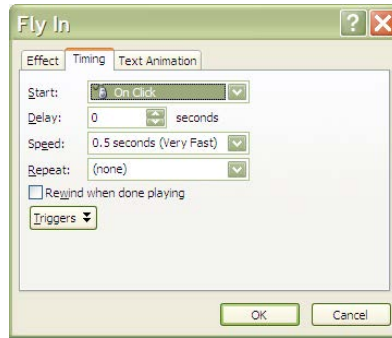 Fly In
Effect Timing Text Animation
Start: On Click
Delay: 0 seconds
Speed: 0.5 seconds (Very Fast)
Repeat: (none)
Rewind when done playing
Triggers
OK Cancel